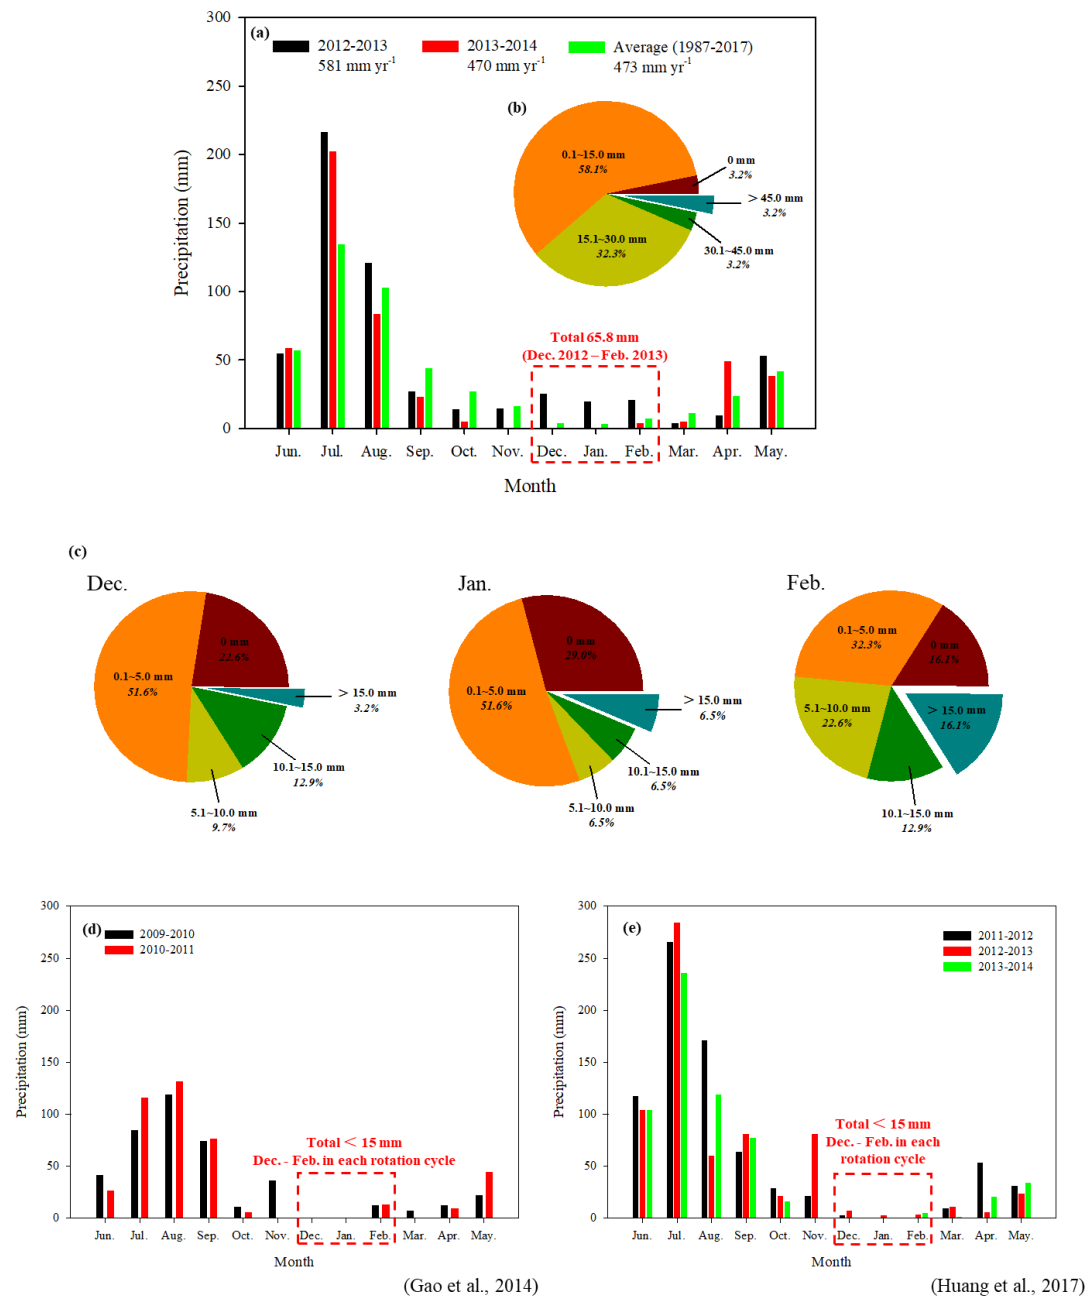 (a)
2012-2013
581 mm yr-1
2013-2014
470 mm yr-1
Average (1987-2017)
473 mm yr-1
Precipitation (mm)
300
250
200
150
100
50
0
(b)
0.1~15.0 mm
58.1%
0 mm
3.2%
> 45.0 mm
3.2%
30.1~45.0 mm
3.2%
15.1~30.0 mm
32.3%
Total 65.8 mm
(Dec. 2012 – Feb. 2013)
Jun. Jul. Aug. Sep. Oct. Nov. Dec. Jan. Feb. Mar. Apr. May.
Month
(c)
Dec.
0 mm
22.6%
0.1~5.0 mm
51.6%
> 15.0 mm
3.2%
10.1~15.0 mm
12.9%
5.1~10.0 mm
9.7%
Jan.
0 mm
29.0%
0.1~5.0 mm
51.6%
> 15.0 mm
6.5%
10.1~15.0 mm
6.5%
5.1~10.0 mm
6.5%
Feb.
0.1~5.0 mm
32.3%
0 mm
16.1%
5.1~10.0 mm
22.6%
> 15.0 mm
16.1%
10.1~15.0 mm
12.9%
(d)
2009-2010
2010-2011
Precipitation (mm)
300
250
200
150
100
50
0
Total < 15 mm
Dec. - Feb. in each rotation cycle
Jun. Jul. Aug. Sep. Oct. Nov. Dec. Jan. Feb. Mar. Apr. May.
Month
(Gao et al., 2014)
(e)
2011-2012
2012-2013
2013-2014
Precipitation (mm)
300
250
200
150
100
50
0
Total < 15 mm
Dec. - Feb. in each
rotation cycle
Jun. Jul. Aug. Sep. Oct. Nov. Dec. Jan. Feb. Mar. Apr. May.
Month
(Huang et al., 2017)